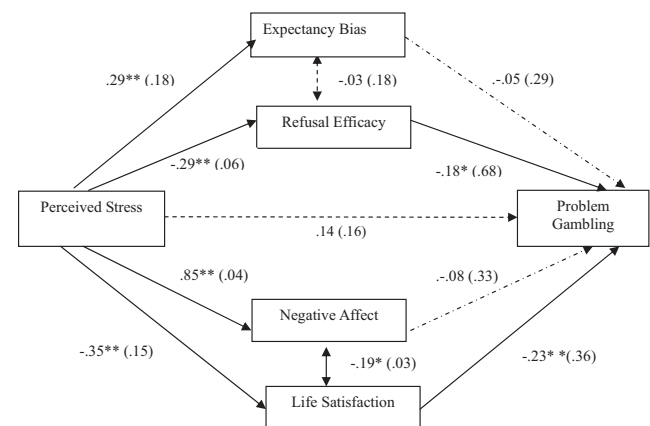 Expectancy Bias
.29** (.18)
-.03 (.18)
.-.05 (.29)
Refusal Efficacy
-.29** (.06)
-.18* (.68)
Perceived Stress
Problem
Gambling
.14 (.16)
.85** (.04)
.-.08 (.33)
Negative Affect
-.35** (.15)
-.19* (.03)
-.23* *(.36)
Life Satisfaction